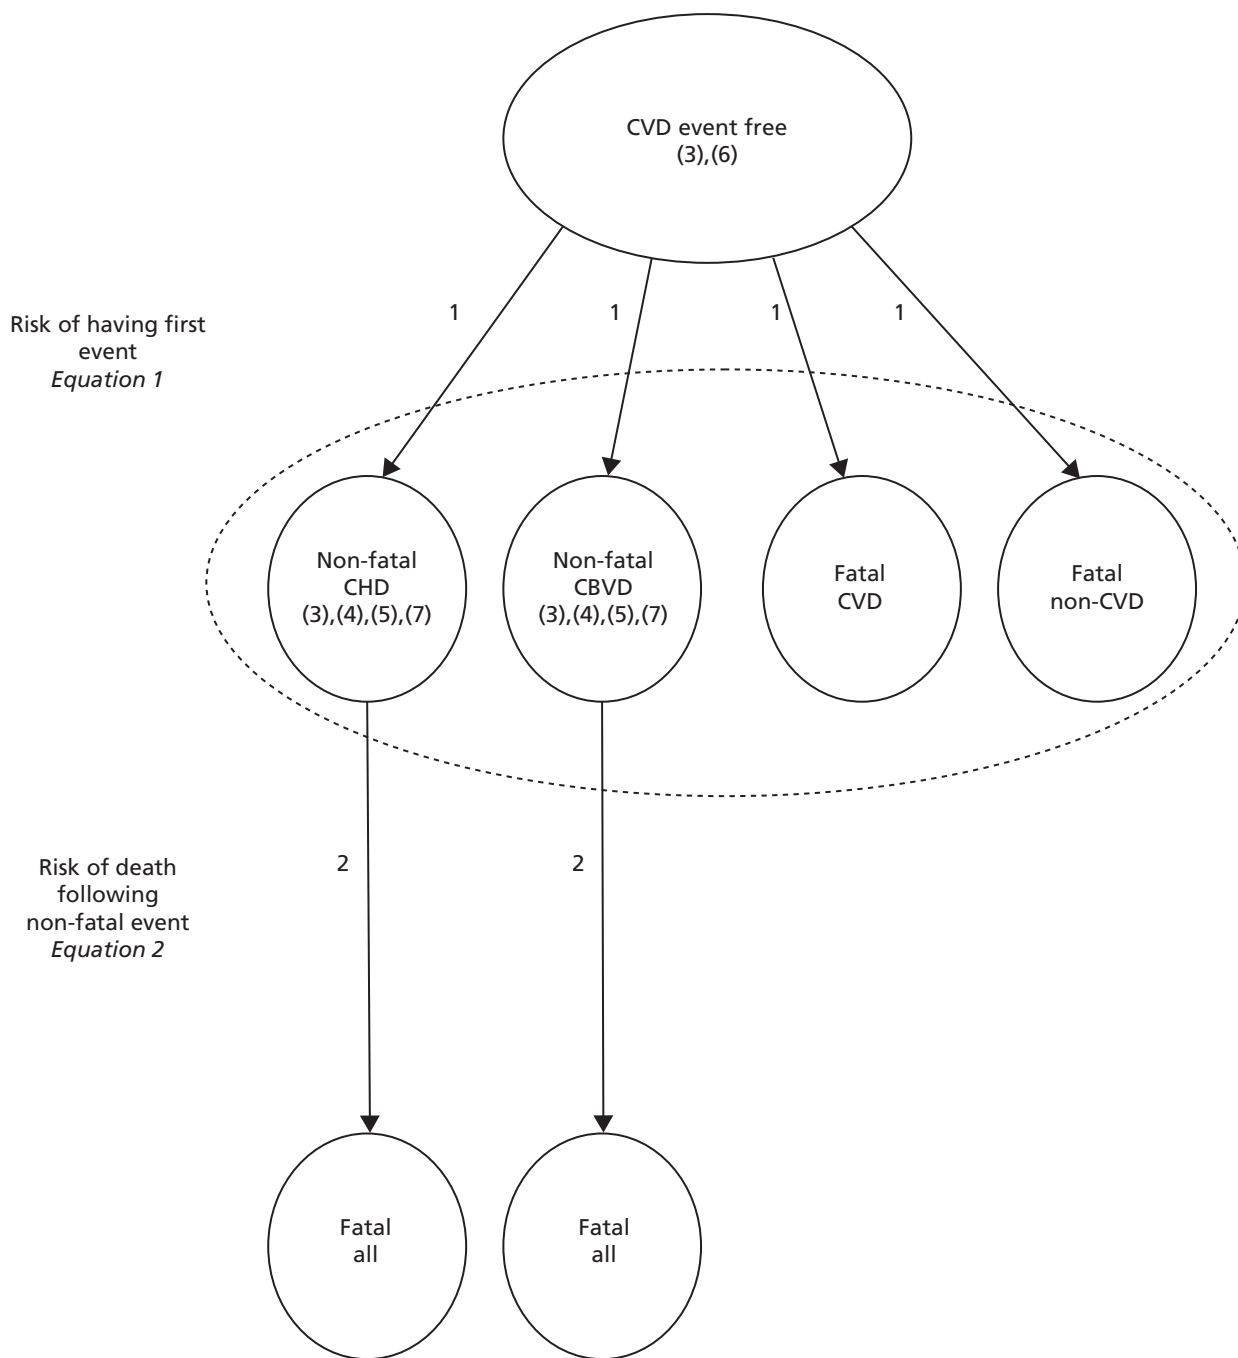 CVD event free
(3),(6)
Risk of having first
event
Equation 1
1
1
1
1
Non-fatal
CHD
(3),(4),(5),(7)
Non-fatal
CBVD
(3),(4),(5),(7)
Fatal
CVD
Fatal
non-CVD
Risk of death
following
non-fatal event
Equation 2
2
2
Fatal
all
Fatal
all